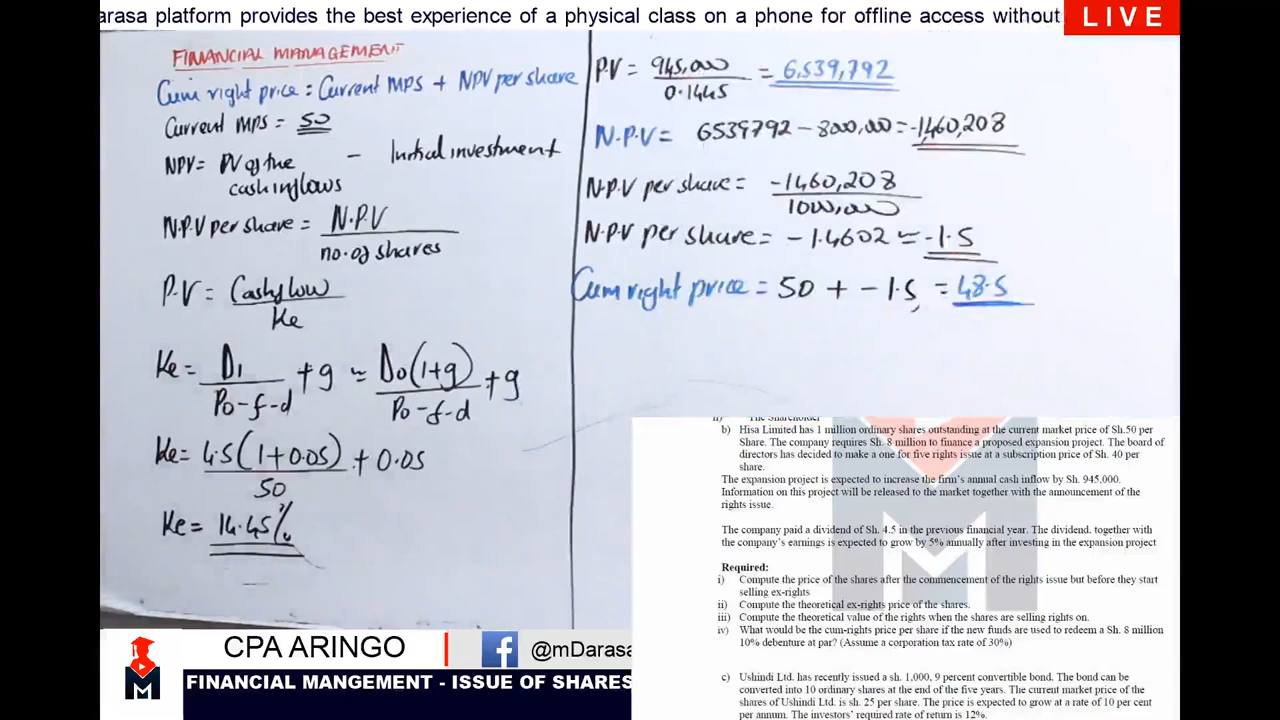 arasa platform provides the best experience of a physical class on a phone for offline access without
LIVE
FINANCIAL MANAGEMENT
Cum right price = Current MPS + NPV per share
Current MPS = 50
NPV = PV of the cash inflows - Initial investment
N.P.V per share = N.P.V / no. of shares
P.V = Cashflow / Ke
Ke = D1 / Po-f-d + g = Do(1+g) / Po-f-d + g
Ke = 4.5(1+0.05) / 50 + 0.05
Ke = 14.45%
P.V = 945,000 / 0.1445 = 6,539,792
N.P.V = 6539792 - 800,000 = -1,460,208
N.P.V per share = -1460,208 / 1000,000
N.P.V per share = -1.4602 = -1.5
Cum right price = 50 + -1.5 = 48.5
The Shareholder
b) Hisa Limited has 1 million ordinary shares outstanding at the current market price of Sh.50 per
Share. The company requires Sh. 8 million to finance a proposed expansion project. The board of
directors has decided to make a one for five rights issue at a subscription price of Sh. 40 per
share.
The expansion project is expected to increase the firm's annual cash inflow by Sh. 945,000.
Information on this project will be released to the market together with the announcement of the
rights issue.
The company paid a dividend of Sh. 4.5 in the previous financial year. The dividend, together with
the company's earnings is expected to grow by 5% annually after investing in the expansion project
Required:
i) Compute the price of the shares after the commencement of the rights issue but before they start
selling ex-rights
ii) Compute the theoretical ex-rights price of the shares.
iii) Compute the theoretical value of the rights when the shares are selling rights on.
iv) What would be the cum-rights price per share if the new funds are used to redeem a Sh. 8 million
10% debenture at par? (Assume a corporation tax rate of 30%)
c) Ushindi Ltd. has recently issued a sh. 1,000, 9 percent convertible bond. The bond can be
converted into 10 ordinary shares at the end of the five years. The current market price of the
shares of Ushindi Ltd. is sh. 25 per share. The price is expected to grow at a rate of 10 per cent
per annum. The investors' required rate of return is 12%.
CPA ARINGO
f @mDarasa
FINANCIAL MANGEMENT - ISSUE OF SHARES